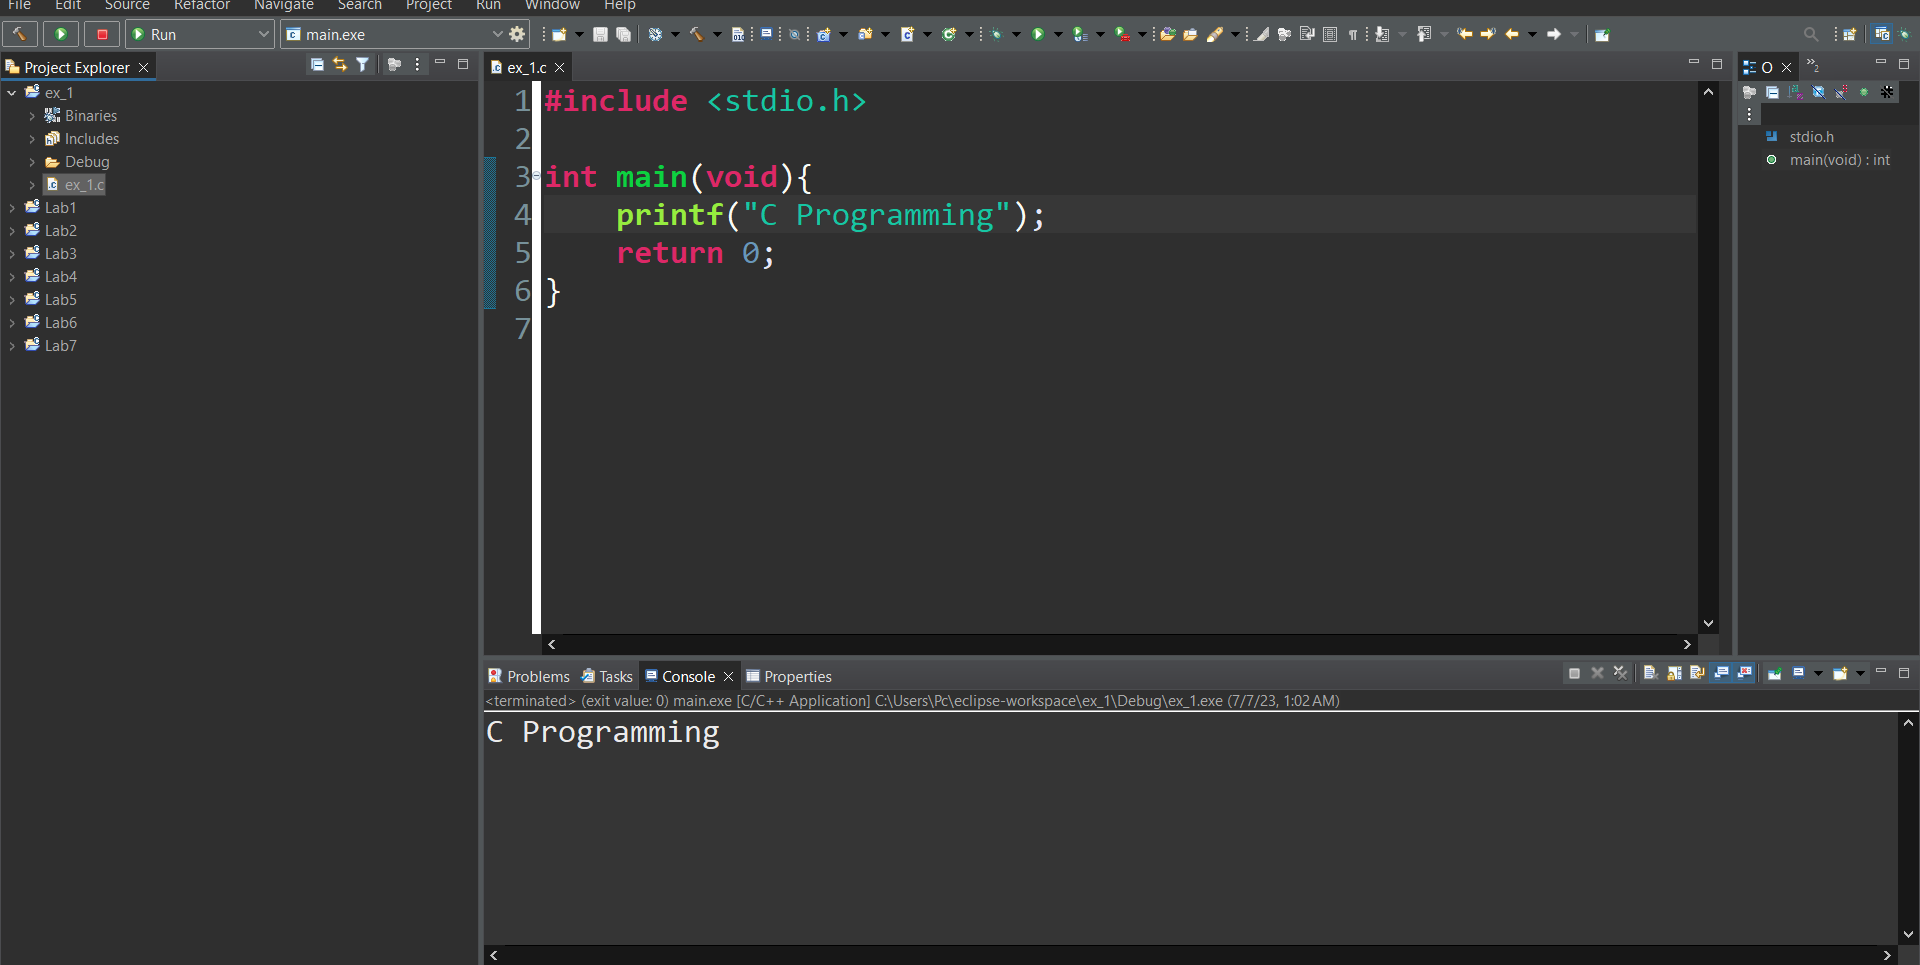 File Edit Source Refactor Navigate Search Project Run Window Help
Run main.exe
Project Explorer
ex_1
Binaries
Includes
Debug
ex_1.c
Lab1
Lab2
Lab3
Lab4
Lab5
Lab6
Lab7
ex_1.c
1 #include <stdio.h>
2
3 int main(void){
4     printf("C Programming");
5     return 0;
6 }
7
O »2
stdio.h
main(void) : int
Problems Tasks Console Properties
<terminated> (exit value: 0) main.exe [C/C++ Application] C:\Users\Pc\eclipse-workspace\ex_1\Debug\ex_1.exe (7/7/23, 1:02 AM)
C Programming